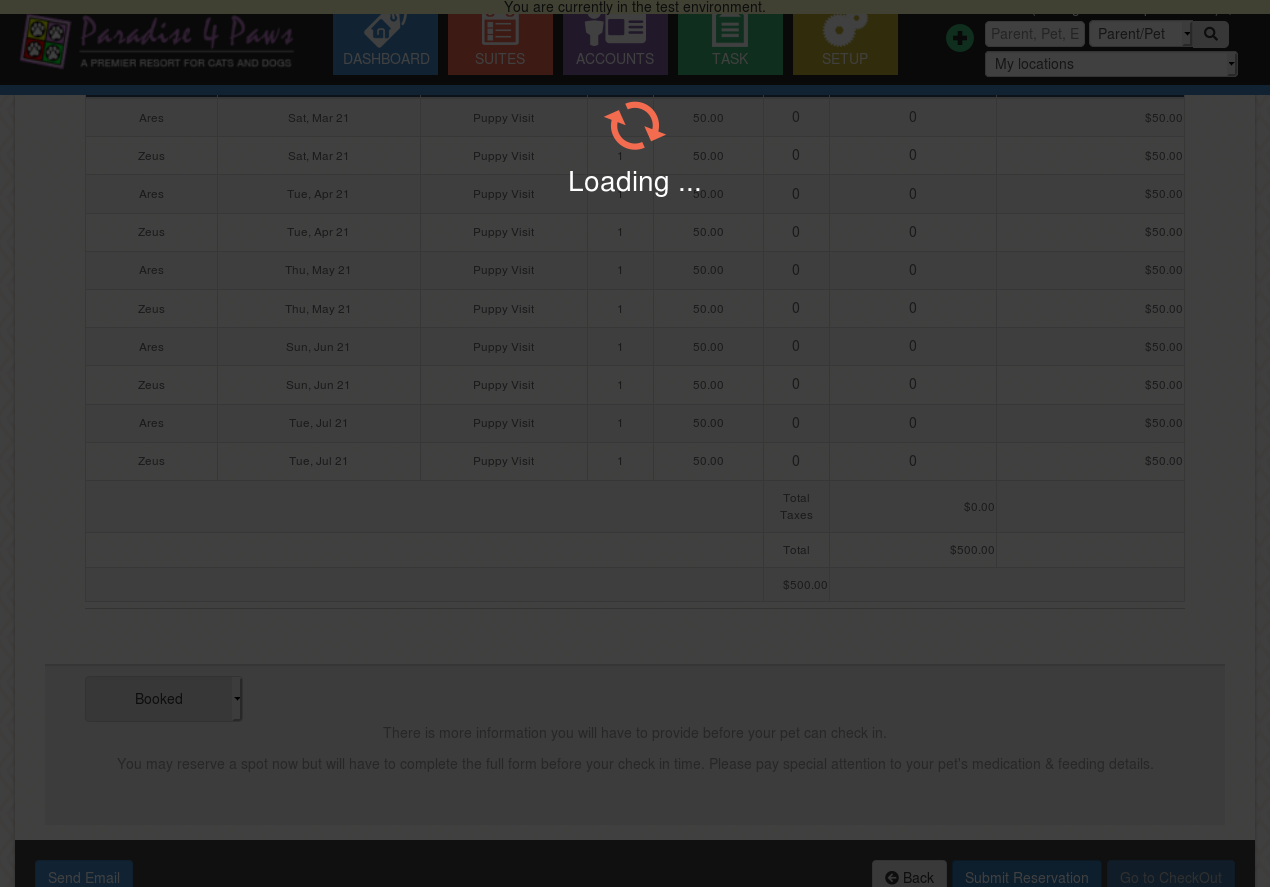 You are currently in the test environment.
Paradise 4 Paws
A PREMIER RESORT FOR CATS AND DOGS
DASHBOARD SUITES ACCOUNTS TASK SETUP
Parent, Pet, E Parent/Pet
My locations
Ares Sat, Mar 21 Puppy Visit 50.00 0 0 $50.00
Zeus Sat, Mar 21 Puppy Visit 1 50.00 0 0 $50.00
Loading ...
Ares Tue, Apr 21 Puppy Visit 1 50.00 0 0 $50.00
Zeus Tue, Apr 21 Puppy Visit 1 50.00 0 0 $50.00
Ares Thu, May 21 Puppy Visit 1 50.00 0 0 $50.00
Zeus Thu, May 21 Puppy Visit 1 50.00 0 0 $50.00
Ares Sun, Jun 21 Puppy Visit 1 50.00 0 0 $50.00
Zeus Sun, Jun 21 Puppy Visit 1 50.00 0 0 $50.00
Ares Tue, Jul 21 Puppy Visit 1 50.00 0 0 $50.00
Zeus Tue, Jul 21 Puppy Visit 1 50.00 0 0 $50.00
Total
Taxes $0.00
Total $500.00
$500.00
Booked
There is more information you will have to provide before your pet can check in.
You may reserve a spot now but will have to complete the full form before your check in time. Please pay special attention to your pet's medication & feeding details.
Send Email Back Submit Reservation Go to CheckOut